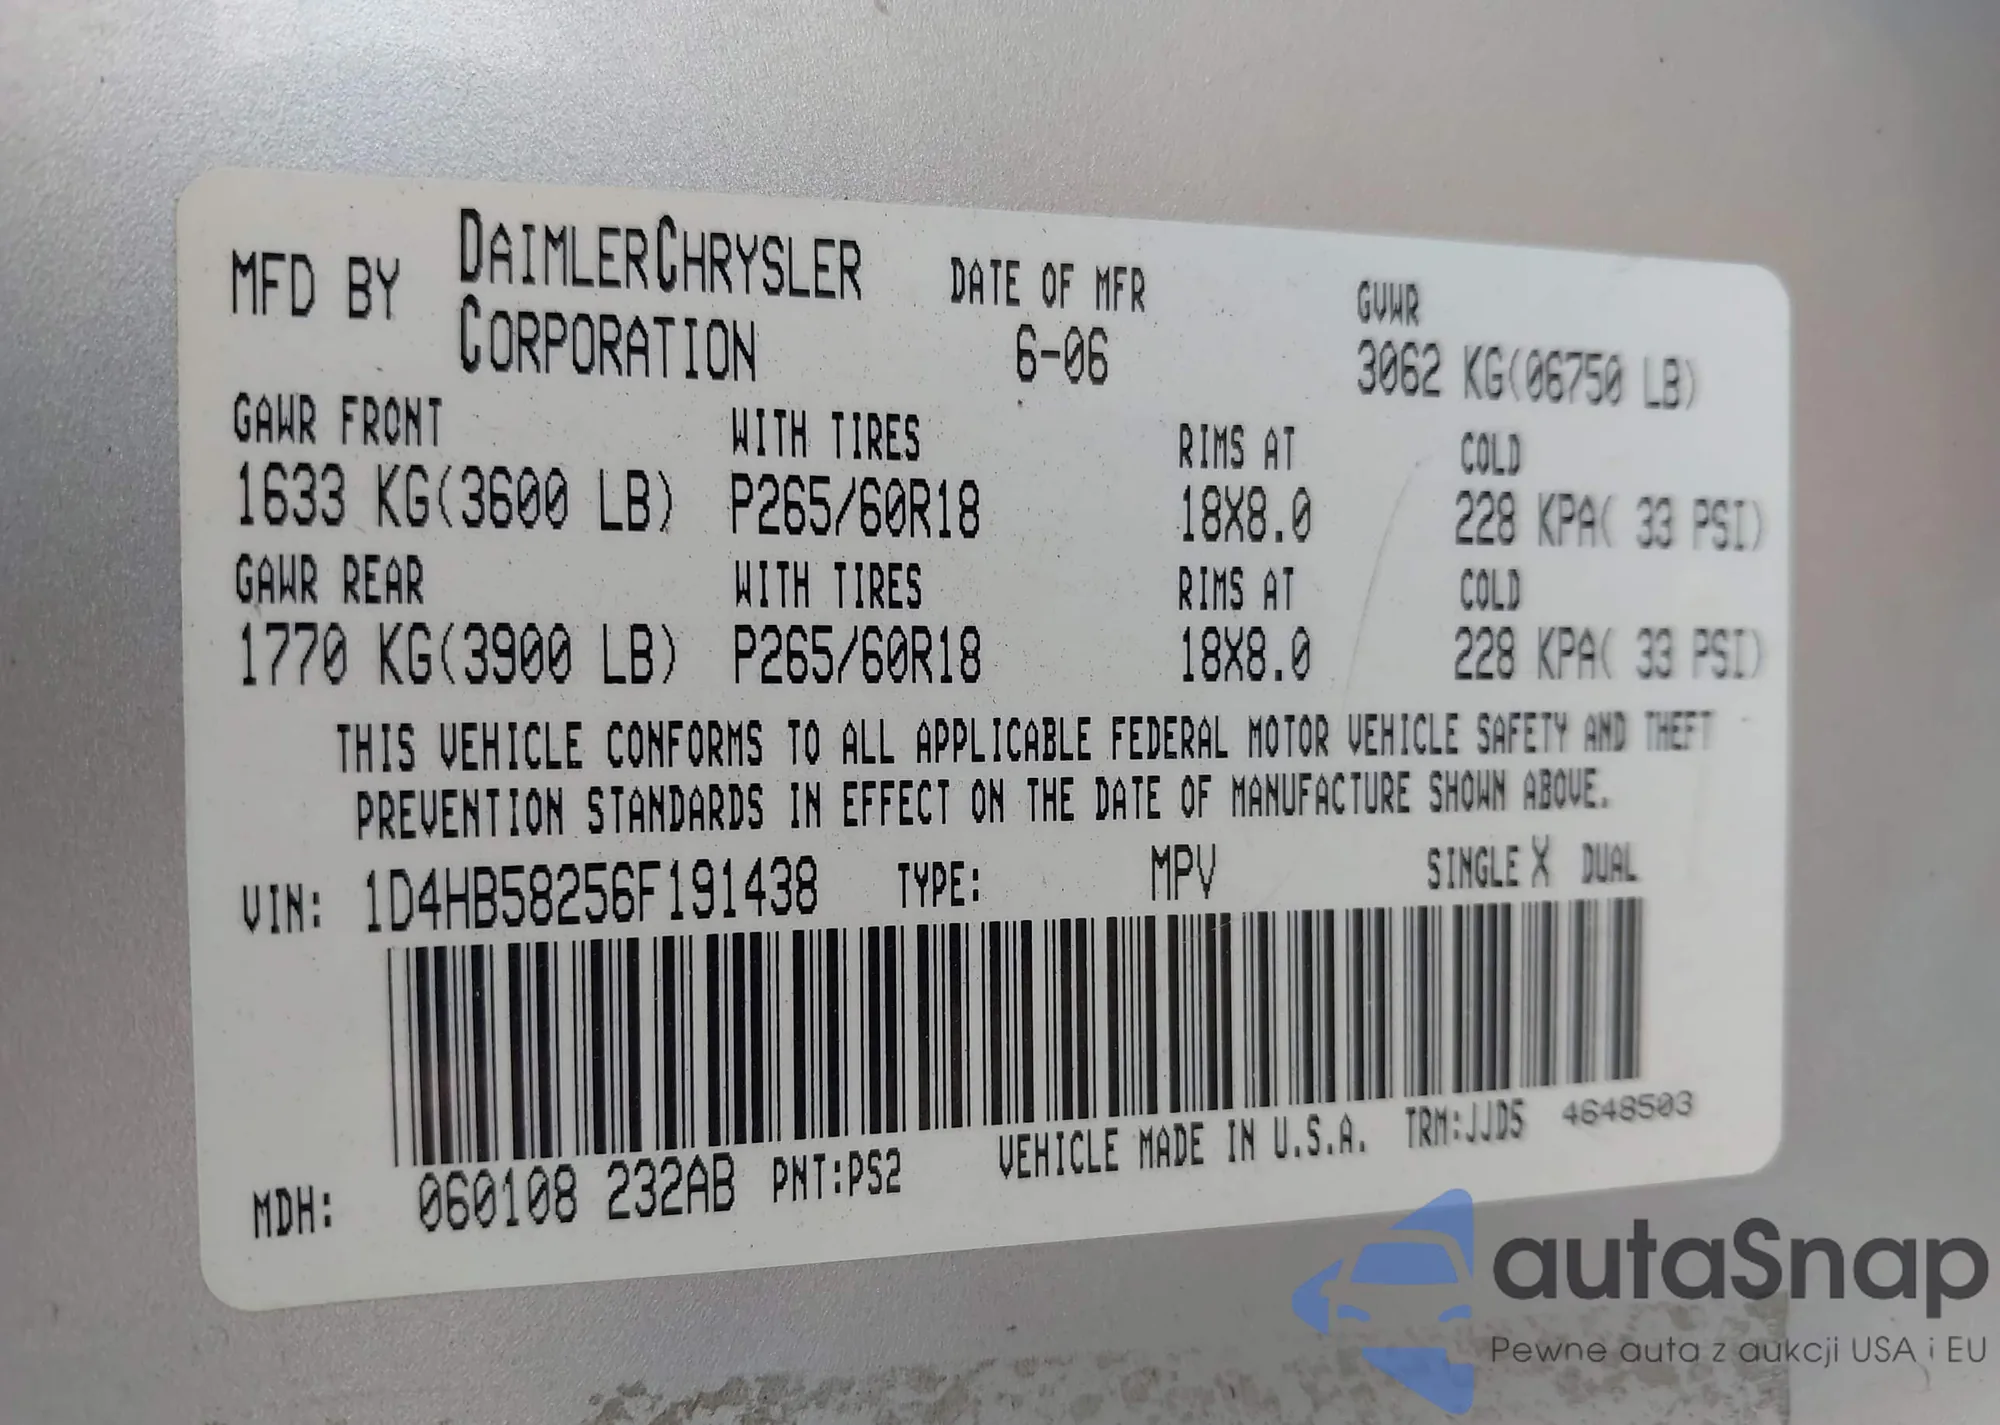 MFD BY DAIMLERCHRYSLER CORPORATION
DATE OF MFR
6-06
GVWR
3062 KG(06750 LB)
GAWR FRONT WITH TIRES RIMS AT COLD
1633 KG(3600 LB) P265/60R18 18X8.0 228 KPA( 33 PSI)
GAWR REAR WITH TIRES RIMS AT COLD
1770 KG(3900 LB) P265/60R18 18X8.0 228 KPA( 33 PSI)
THIS VEHICLE CONFORMS TO ALL APPLICABLE FEDERAL MOTOR VEHICLE SAFETY AND THEFT
PREVENTION STANDARDS IN EFFECT ON THE DATE OF MANUFACTURE SHOWN ABOVE.
VIN: 1D4HB58256F191438 TYPE: MPV SINGLE X DUAL
MDH: 060108 232AB PNT:PS2 VEHICLE MADE IN U.S.A. TRM:JJD5 4648503
autaSnap
Pewne auta z aukcji USA i EU